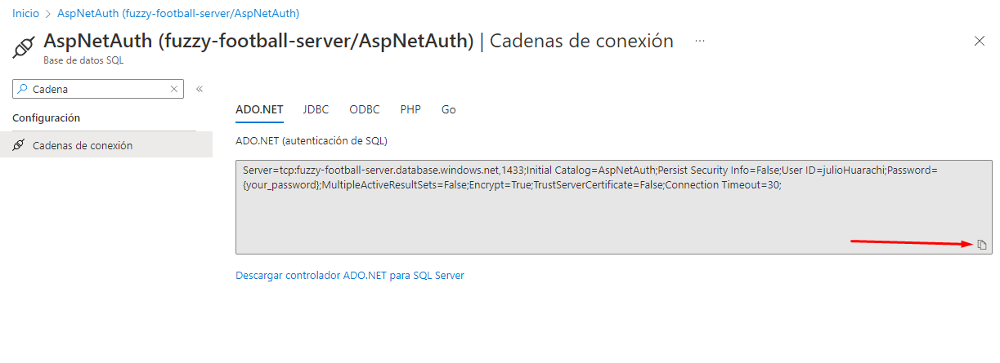 Inicio > AspNetAuth (fuzzy-football-server/AspNetAuth)
AspNetAuth (fuzzy-football-server/AspNetAuth) | Cadenas de conexión ...
Base de datos SQL
Cadena
Configuración
Cadenas de conexión
ADO.NET JDBC ODBC PHP Go
ADO.NET (autenticación de SQL)
Server=tcp:fuzzy-football-server.database.windows.net,1433;Initial Catalog=AspNetAuth;Persist Security Info=False;User ID=julioHuarachi;Password=
{your_password};MultipleActiveResultSets=False;Encrypt=True;TrustServerCertificate=False;Connection Timeout=30;
Descargar controlador ADO.NET para SQL Server